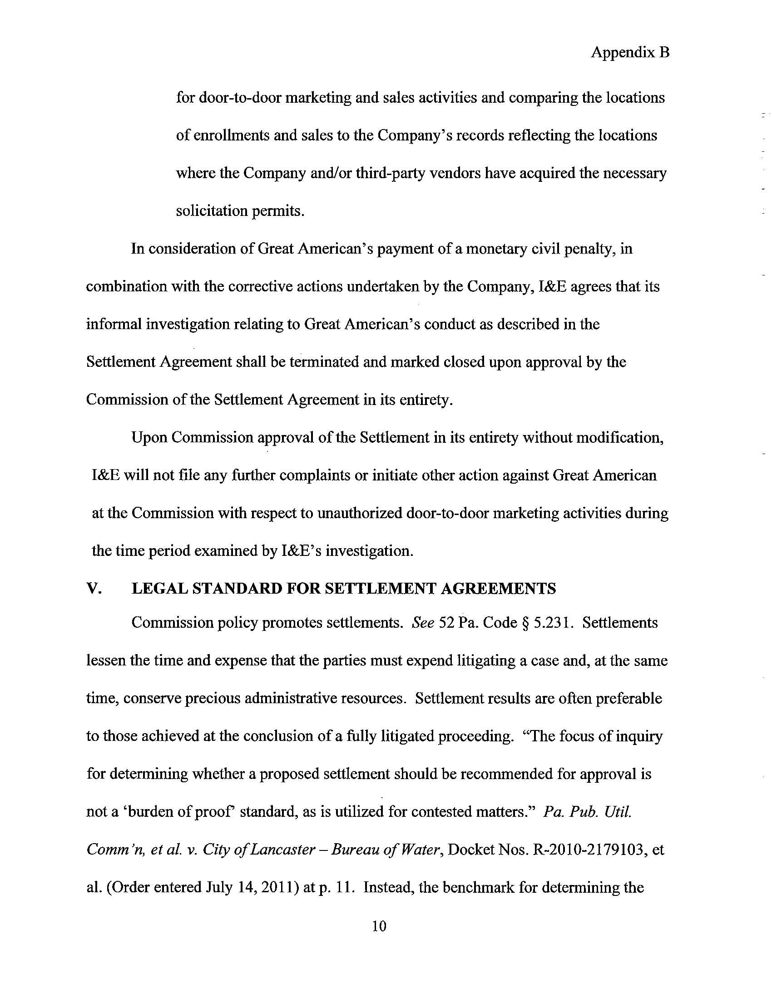 Appendix B
for door-to-door marketing and sales activities and comparing the locations
of enrollments and sales to the Company's records reflecting the locations
where the Company and/or third-party vendors have acquired the necessary
solicitation permits.
In consideration of Great American's payment of a monetary civil penalty, in
combination with the corrective actions undertaken by the Company, I&E agrees that its
informal investigation relating to Great American's conduct as described in the
Settlement Agreement shall be terminated and marked closed upon approval by the
Commission of the Settlement Agreement in its entirety.
Upon Commission approval of the Settlement in its entirety without modification,
I&E will not file any further complaints or initiate other action against Great American
at the Commission with respect to unauthorized door-to-door marketing activities during
the time period examined by I&E's investigation.
V. LEGAL STANDARD FOR SETTLEMENT AGREEMENTS
Commission policy promotes settlements. See 52 Pa. Code § 5.231. Settlements
lessen the time and expense that the parties must expend litigating a case and, at the same
time, conserve precious administrative resources. Settlement results are often preferable
to those achieved at the conclusion of a fully litigated proceeding. “The focus of inquiry
for determining whether a proposed settlement should be recommended for approval is
not a ‘burden of proof’ standard, as is utilized for contested matters.” Pa. Pub. Util.
Comm'n, et al. v. City of Lancaster – Bureau of Water, Docket Nos. R-2010-2179103, et
al. (Order entered July 14, 2011) at p. 11. Instead, the benchmark for determining the
10